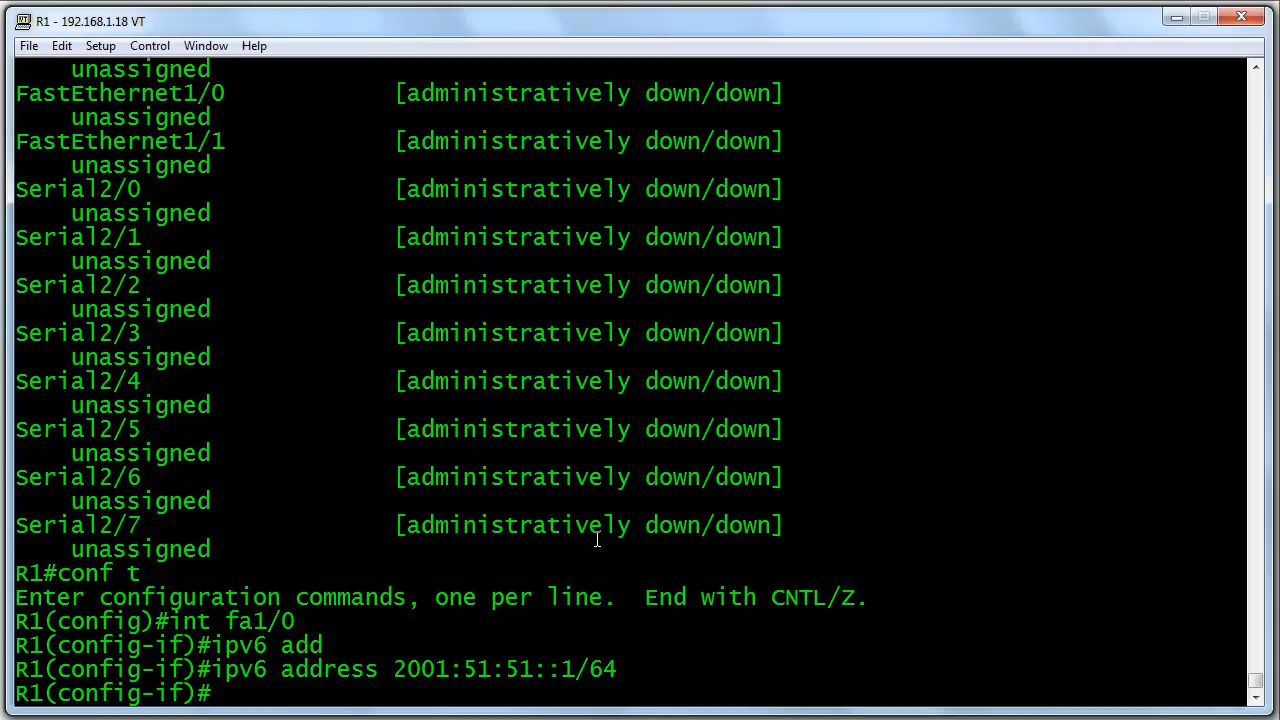 R1 - 192.168.1.18 VT
File Edit Setup Control Window Help
unassigned
FastEthernet1/0 [administratively down/down]
unassigned
FastEthernet1/1 [administratively down/down]
unassigned
Serial2/0 [administratively down/down]
unassigned
Serial2/1 [administratively down/down]
unassigned
Serial2/2 [administratively down/down]
unassigned
Serial2/3 [administratively down/down]
unassigned
Serial2/4 [administratively down/down]
unassigned
Serial2/5 [administratively down/down]
unassigned
Serial2/6 [administratively down/down]
unassigned
Serial2/7 [administratively down/down]
unassigned
R1#conf t
Enter configuration commands, one per line.  End with CNTL/Z.
R1(config)#int fa1/0
R1(config-if)#ipv6 add
R1(config-if)#ipv6 address 2001:51:51::1/64
R1(config-if)#